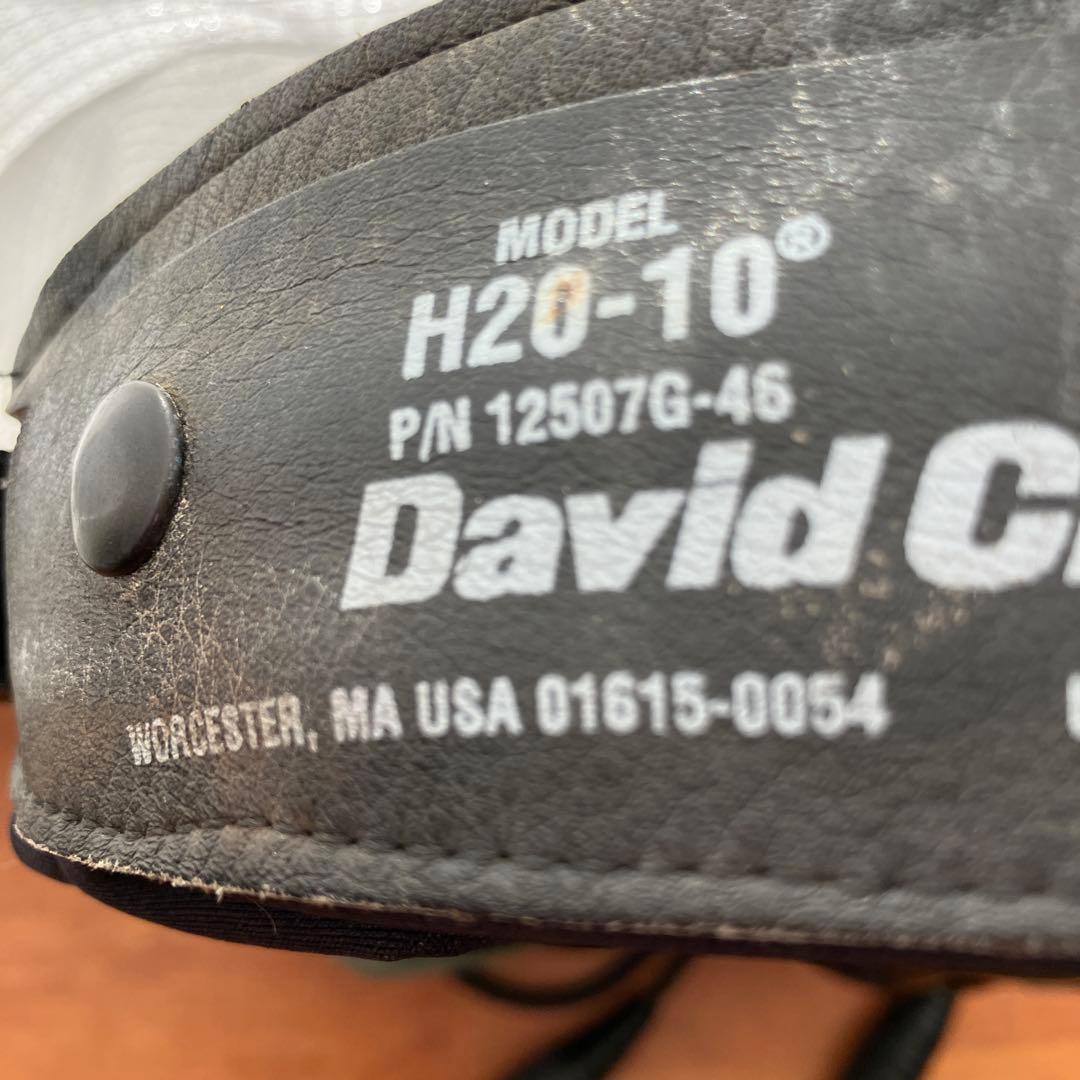 MODEL
H20-10®
P/N 12507G-46
David C
WORCESTER, MA USA 01615-0054